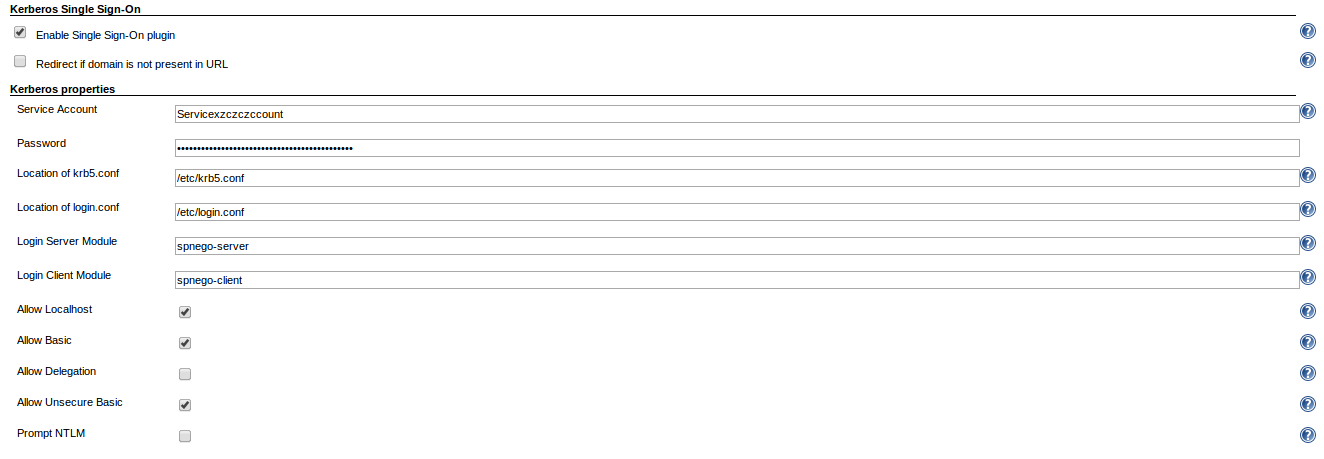 Kerberos Single Sign-On
Enable Single Sign-On plugin
Redirect if domain is not present in URL
Kerberos properties
Service Account Servicexzczczccount
Password ••••••••••••••••••••••••••••••••••••••••••••
Location of krb5.conf /etc/krb5.conf
Location of login.conf /etc/login.conf
Login Server Module spnego-server
Login Client Module spnego-client
Allow Localhost
Allow Basic
Allow Delegation
Allow Unsecure Basic
Prompt NTLM